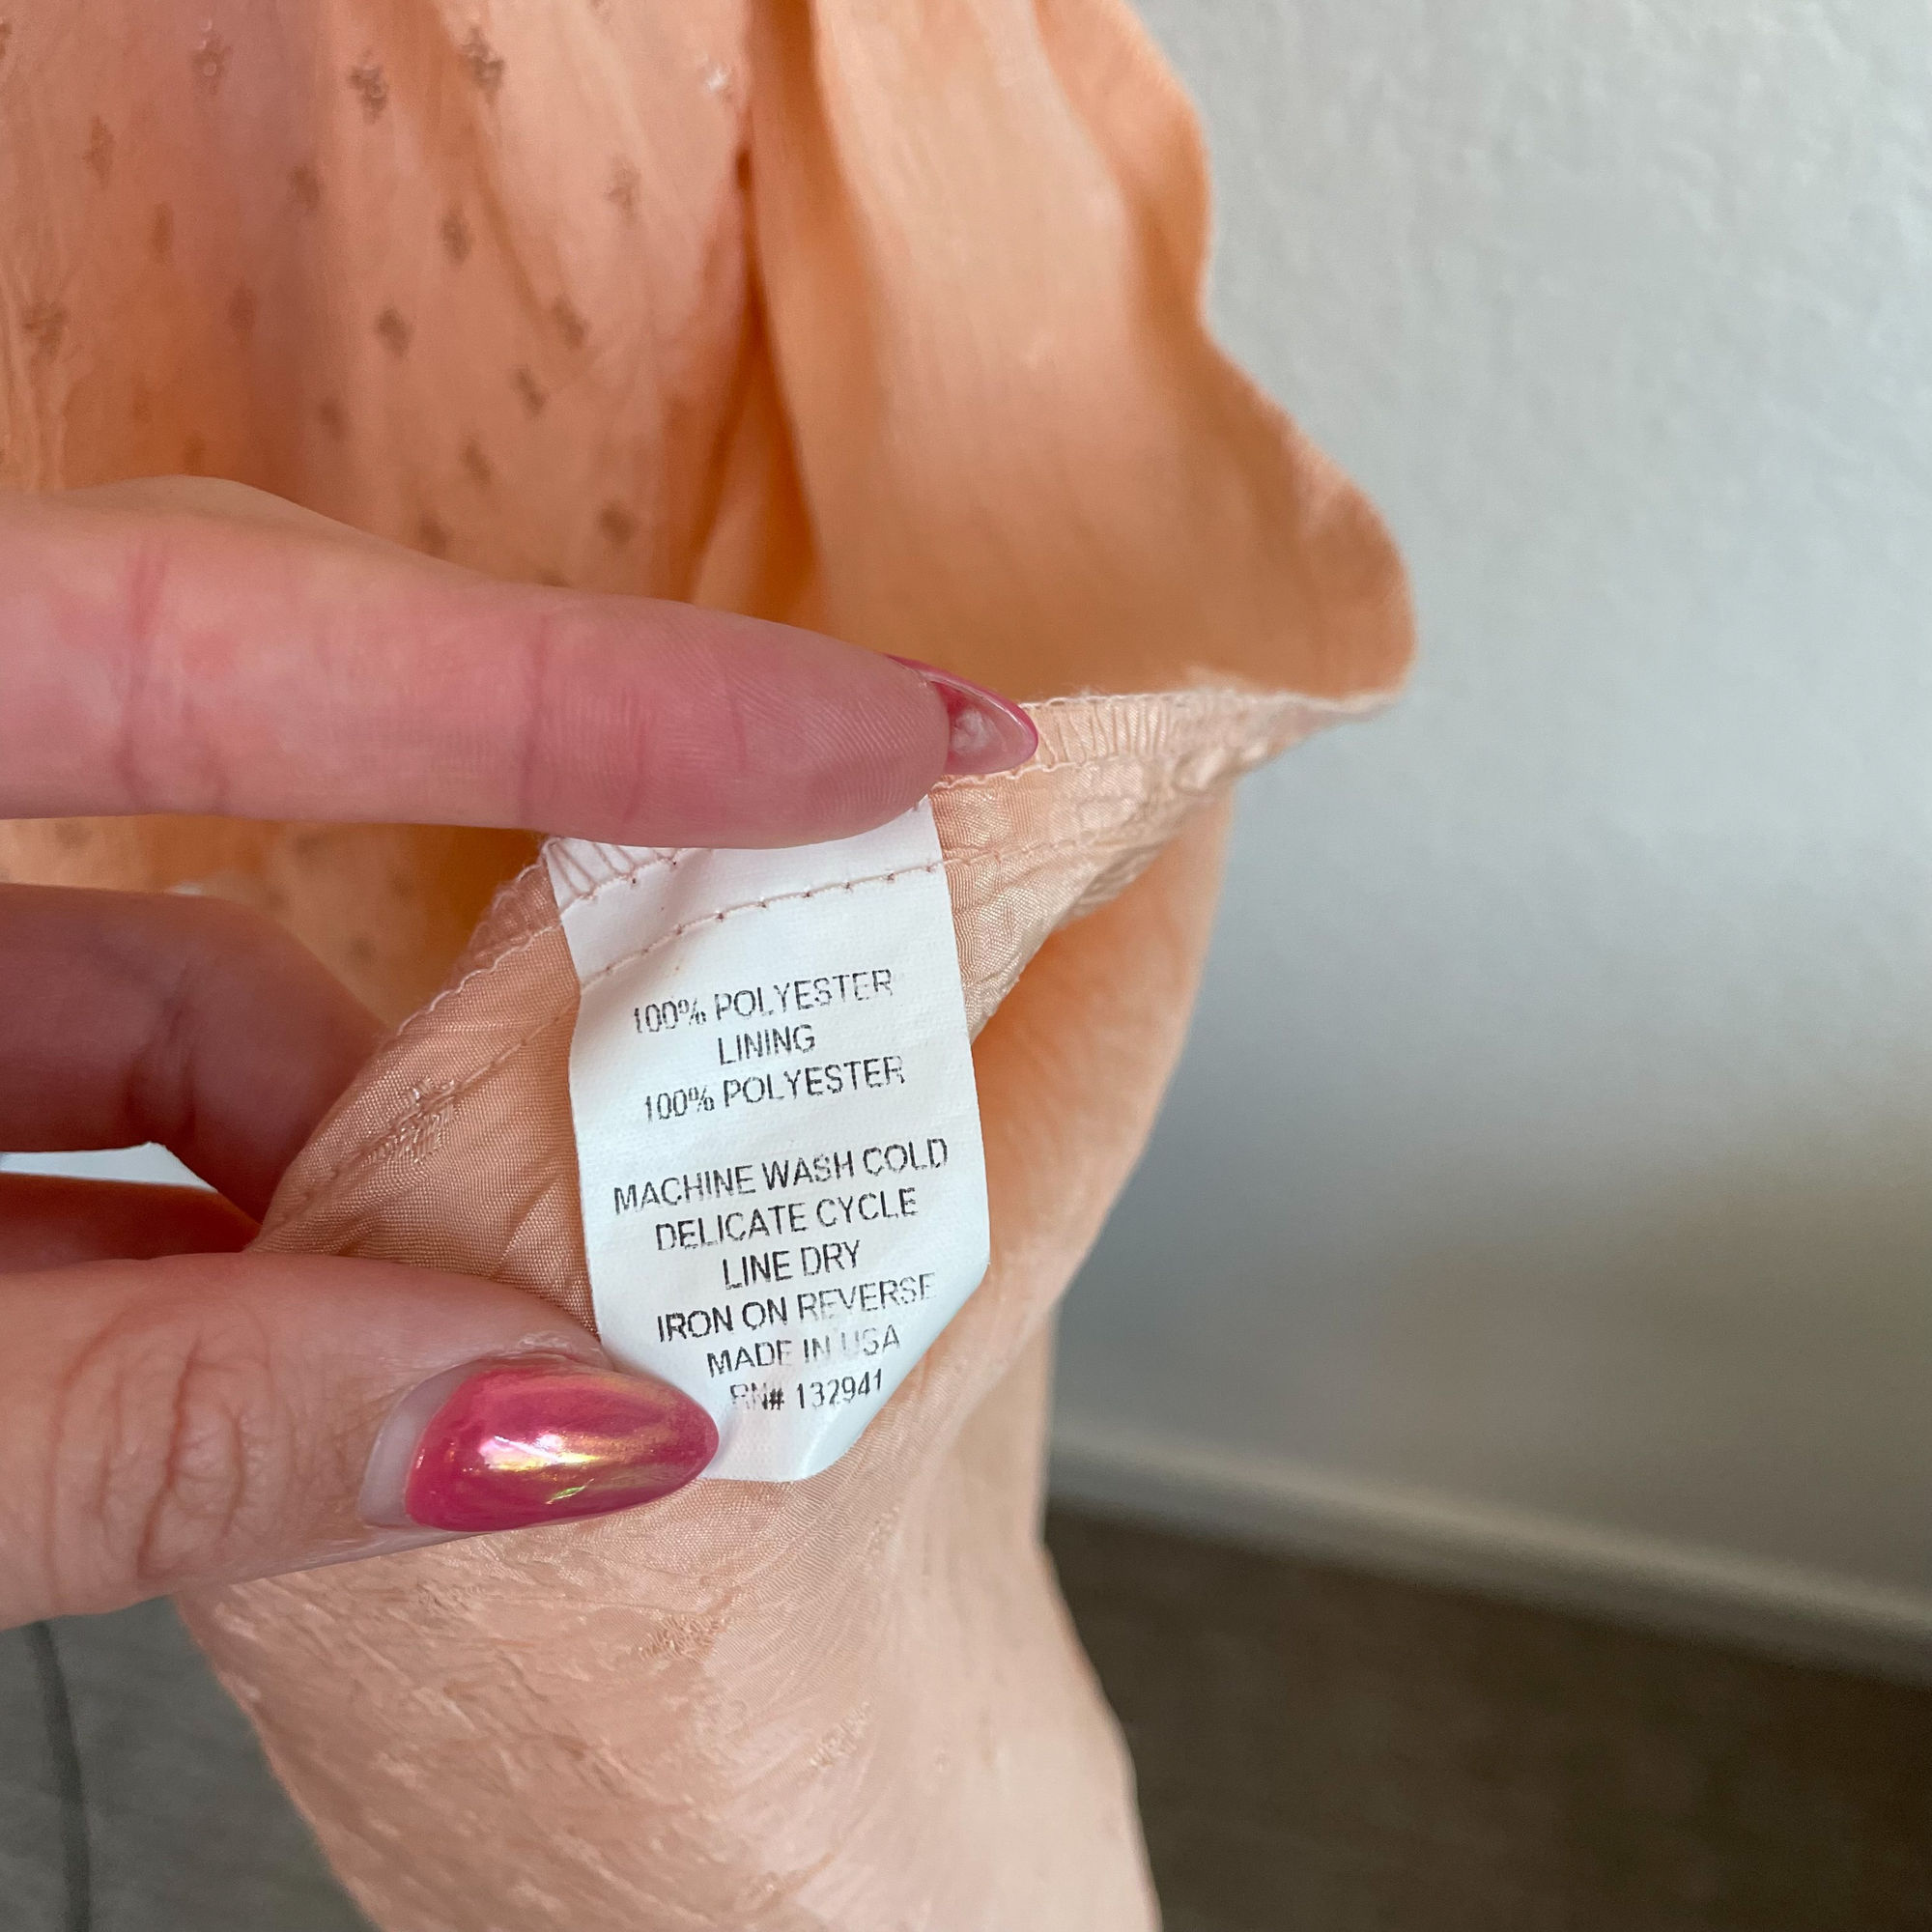 100% POLYESTER
LINING
100% POLYESTER
MACHINE WASH COLD
DELICATE CYCLE
LINE DRY
IRON ON REVERSE
MADE IN USA
RN# 132941